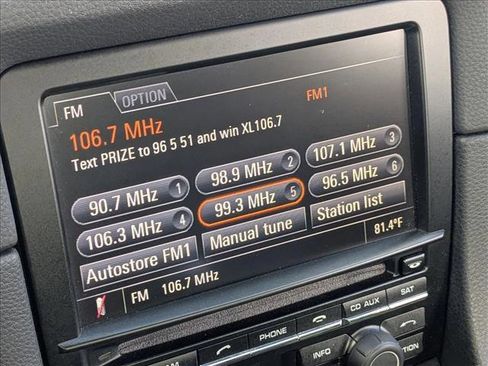 FM OPTION FM1
106.7 MHz
Text PRIZE to 96 5 51 and win XL106.7
90.7 MHz 1 98.9 MHz 2 107.1 MHz 3
106.3 MHz 4 99.3 MHz 5 96.5 MHz 6
Autostore FM1 Manual tune Station list
FM 106.7 MHz 81.4ºF
PHONE CD AUX SAT
INFO